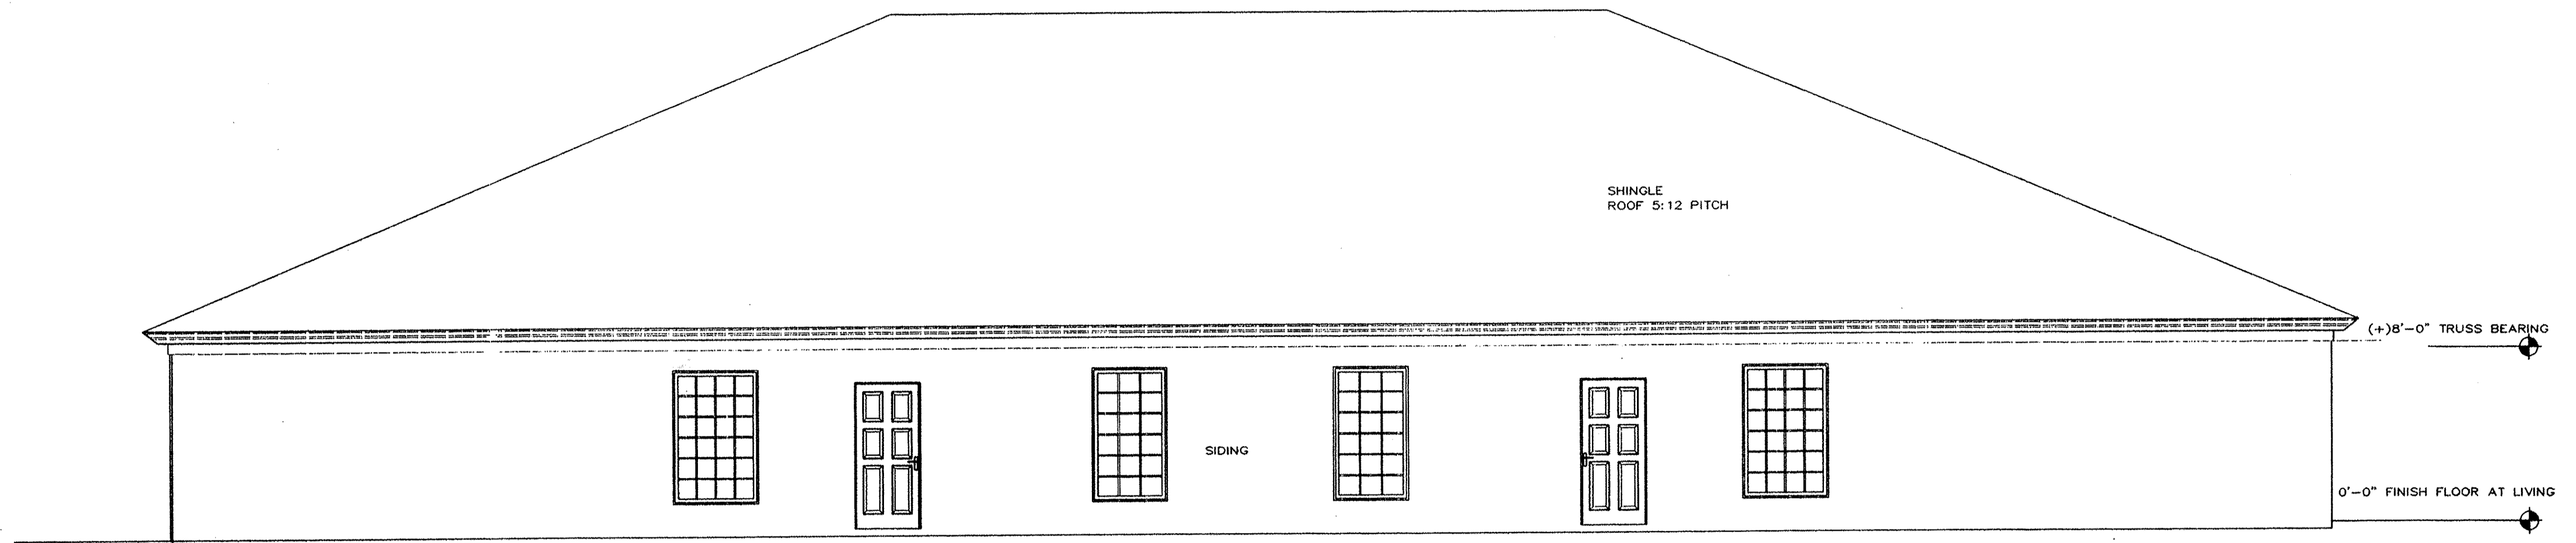 SHINGLE
ROOF 5:12 PITCH
(+)8'-0" TRUSS BEARING
SIDING
0'-0" FINISH FLOOR AT LIVING